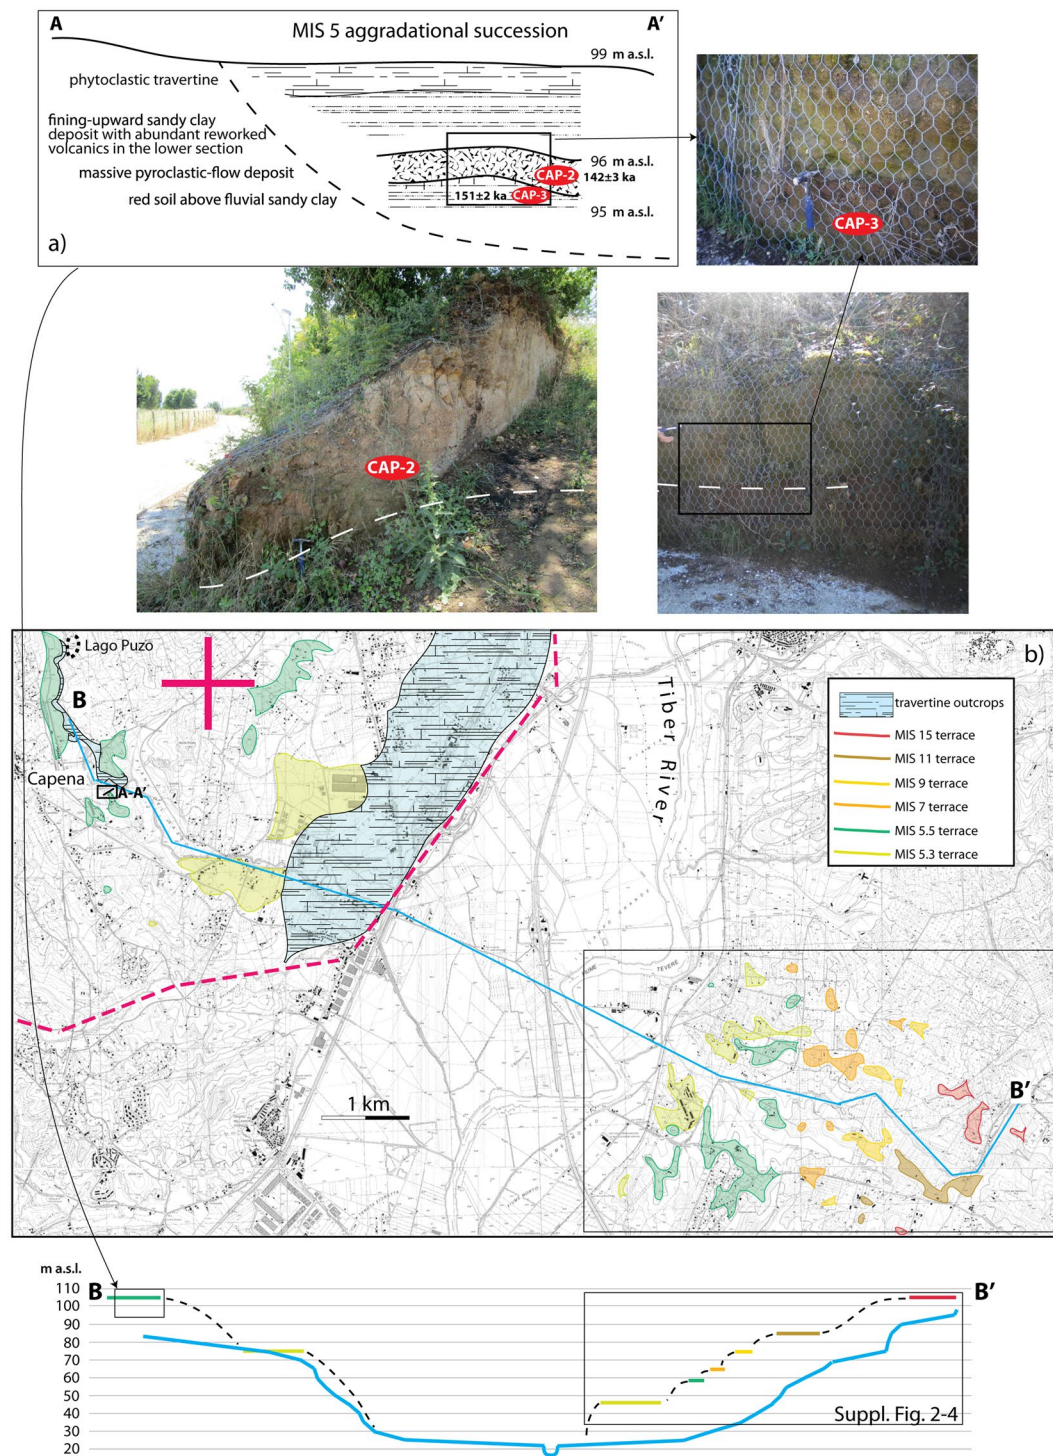 A
A'
MIS 5 aggradational succession
99 m a.s.l.
phytoclastic travertine
fining-upward sandy clay
deposit with abundant reworked
volcanics in the lower section
massive pyroclastic-flow deposit
red soil above fluvial sandy clay
96 m a.s.l.
CAP-2
142±3 ka
151±2 ka
CAP-3
95 m a.s.l.
a)
CAP-3
CAP-2
b)
Lago Puzo
B
Capena
A-A'
Tiber River
travertine outcrops
MIS 15 terrace
MIS 11 terrace
MIS 9 terrace
MIS 7 terrace
MIS 5.5 terrace
MIS 5.3 terrace
TEVERE
1 km
B'
m a.s.l.
B
B'
110
100
90
80
70
60
50
40
30
20
Suppl. Fig. 2-4